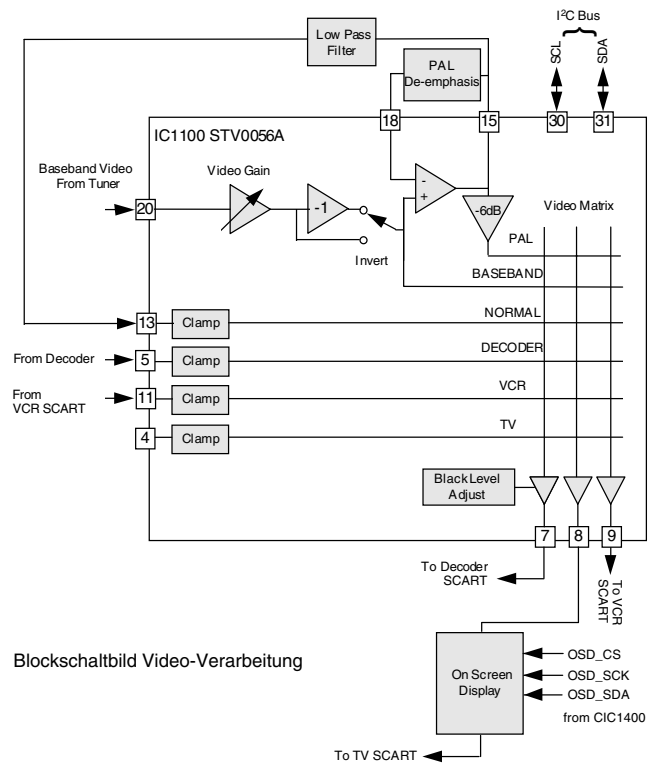 I²C Bus
SCL
SDA
Low Pass
Filter
PAL
De-emphasis
18
15
30
31
IC1100 STV0056A
Baseband Video
From Tuner
20
Video Gain
-1
Invert
-
+
-6dB
Video Matrix
PAL
BASEBAND
13
Clamp
NORMAL
From Decoder
5
Clamp
DECODER
From
VCR SCART
11
Clamp
VCR
4
Clamp
TV
Black Level
Adjust
7
8
9
To Decoder
SCART
To VCR
SCART
Blockschaltbild Video-Verarbeitung
On Screen
Display
OSD_CS
OSD_SCK
OSD_SDA
from CIC1400
To TV SCART